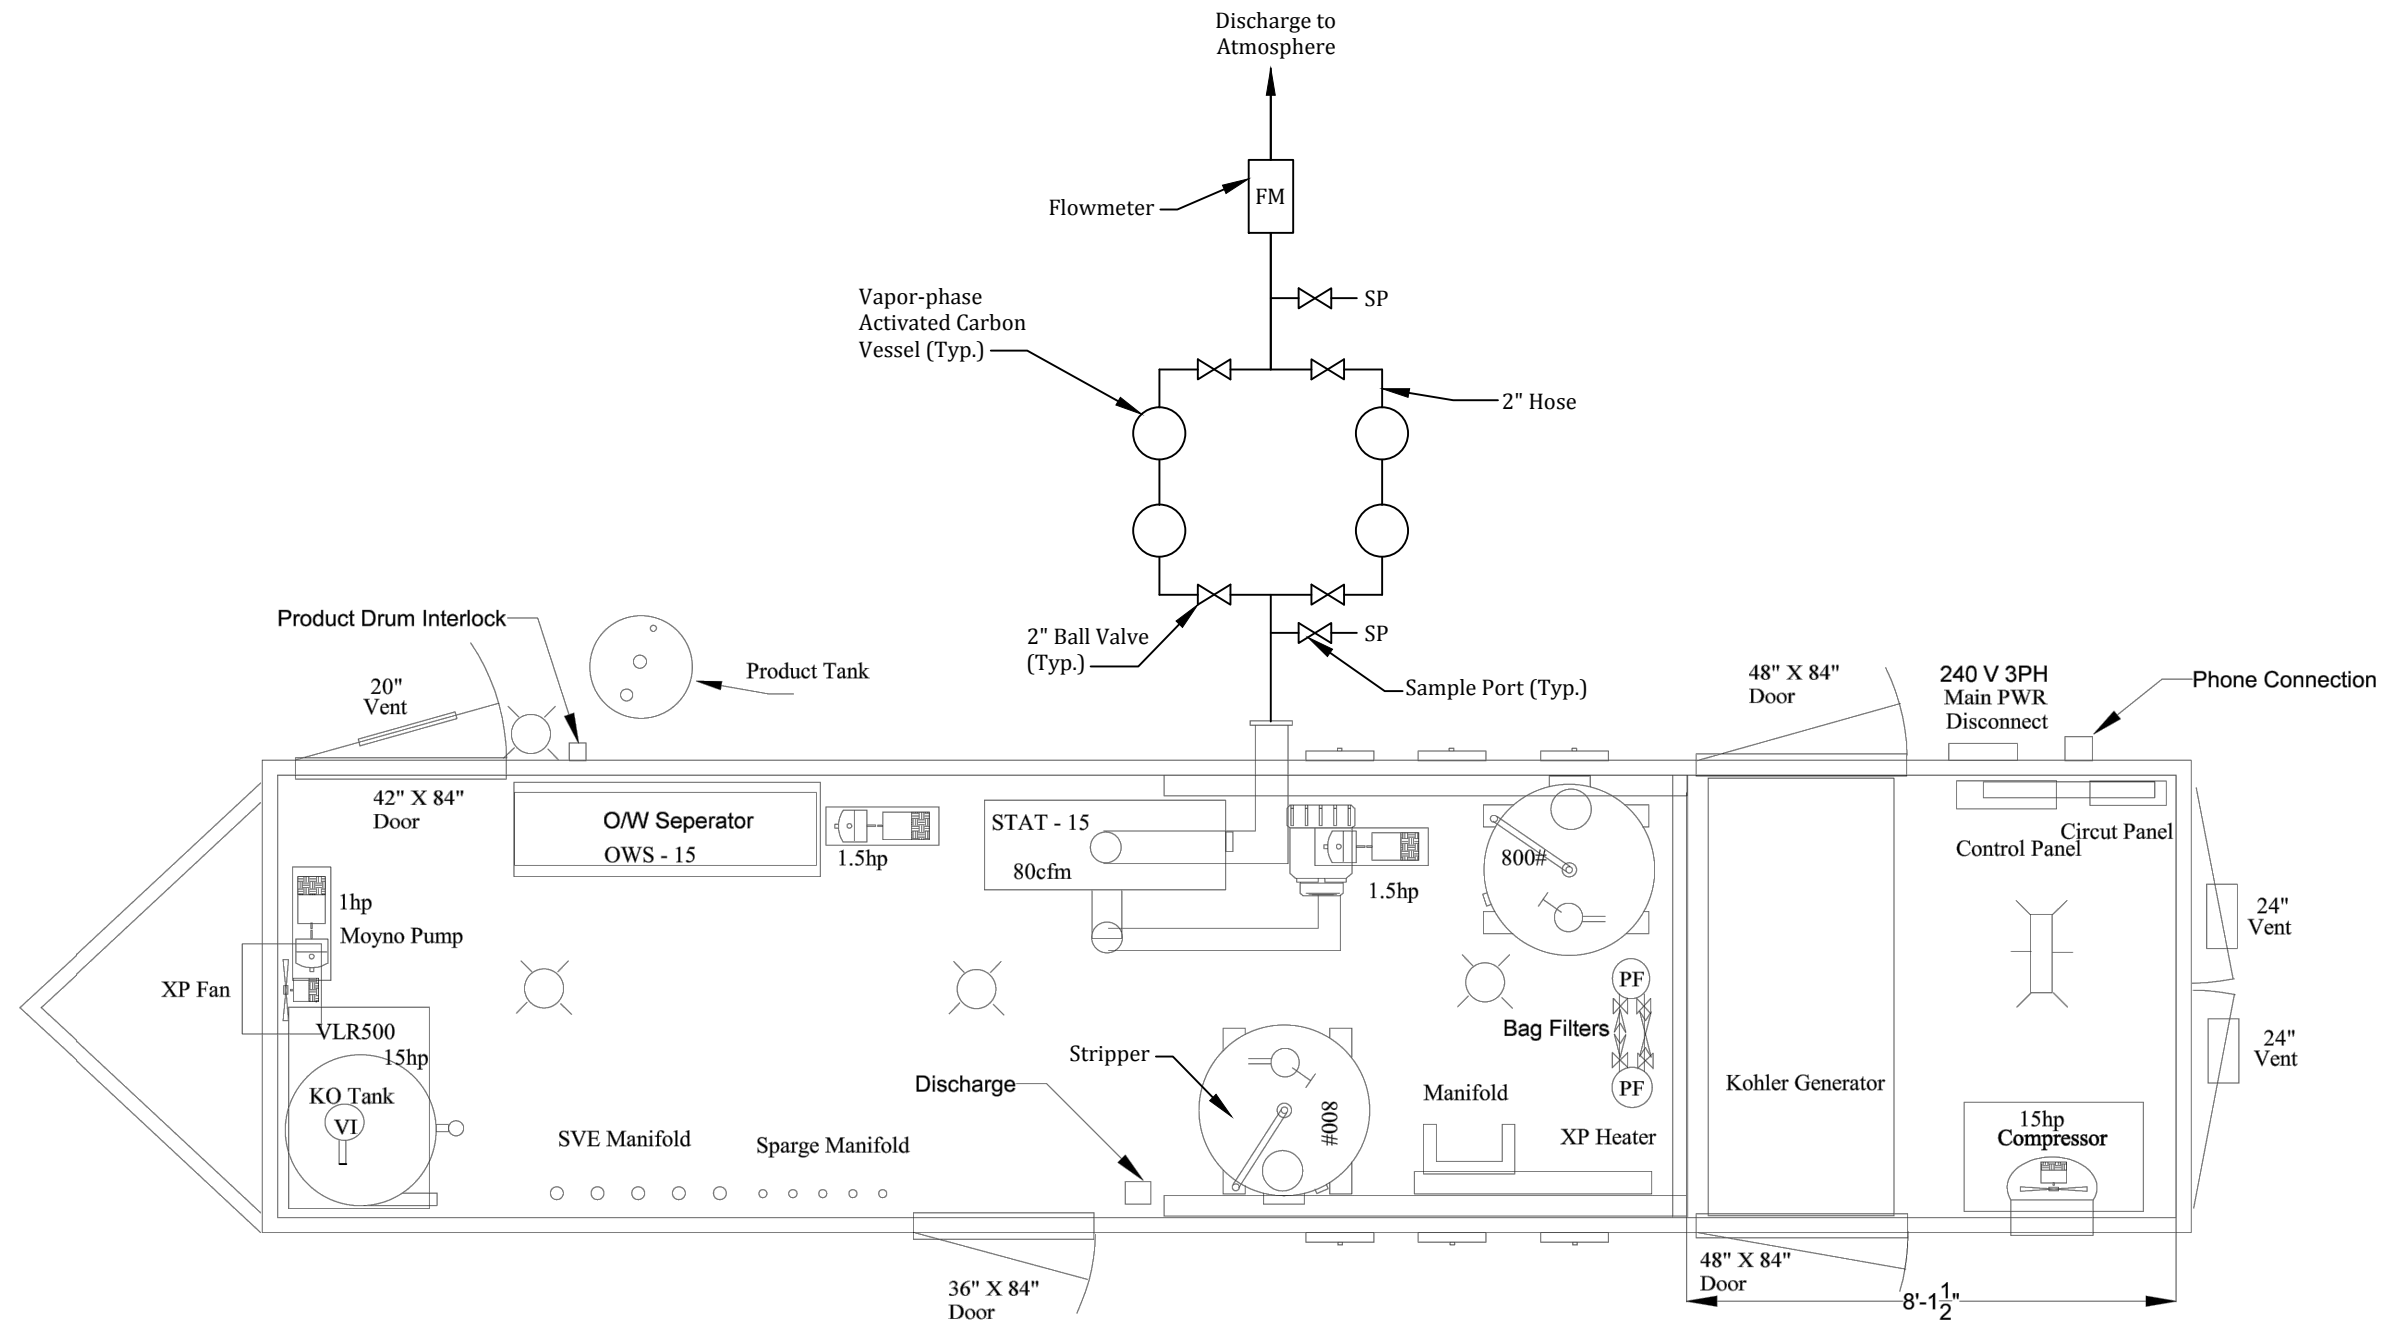 Discharge to
Atmosphere
FM
Flowmeter
SP
Vapor-phase
Activated Carbon
Vessel (Typ.)
2" Hose
2" Ball Valve
(Typ.)
SP
Sample Port (Typ.)
Product Drum Interlock
Product Tank
20"
Vent
48" X 84"
Door
240 V 3PH
Main PWR
Disconnect
Phone Connection
42" X 84"
Door
O/W Seperator
OWS - 15
1.5hp
STAT - 15
80cfm
1.5hp
800#
Control Panel
Circut Panel
1hp
Moyno Pump
XP Fan
VLR500
15hp
KO Tank
VI
SVE Manifold
Sparge Manifold
Discharge
Stripper
800#
Manifold
PF
Bag Filters
PF
XP Heater
Kohler Generator
24"
Vent
24"
Vent
15hp
Compressor
36" X 84"
Door
48" X 84"
Door
8'-1 1/2"